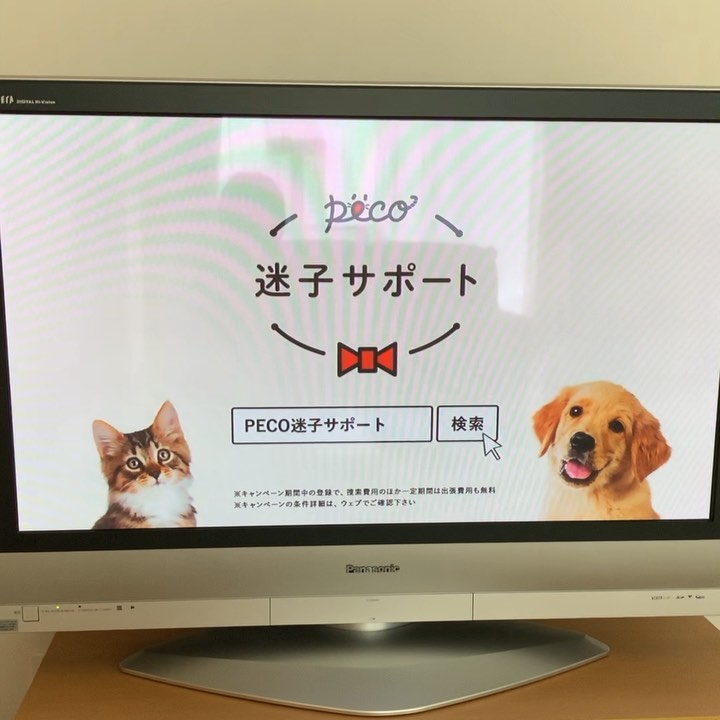 DIGITAL Hi-Vision
peco
迷子サポート
PECO迷子サポート 検索
※キャンペーン期間中の登録で、捜索費用のほか一定期間は出張費用も無料
※キャンペーンの条件詳細は、ウェブでご確認下さい
Panasonic